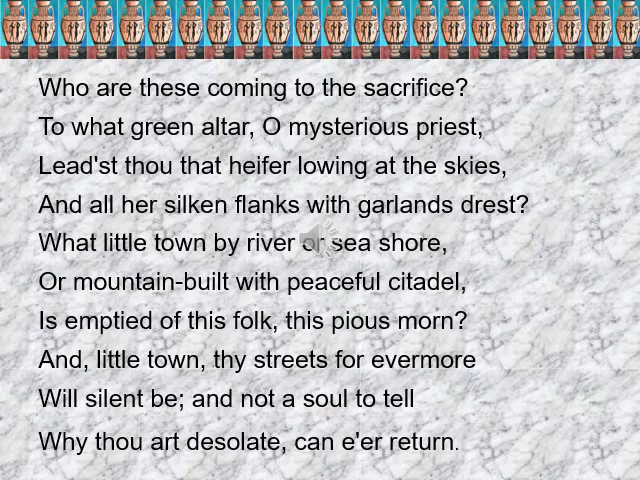 Who are these coming to the sacrifice?
To what green altar, O mysterious priest,
Lead'st thou that heifer lowing at the skies,
And all her silken flanks with garlands drest?
What little town by river or sea shore,
Or mountain-built with peaceful citadel,
Is emptied of this folk, this pious morn?
And, little town, thy streets for evermore
Will silent be; and not a soul to tell
Why thou art desolate, can e'er return.